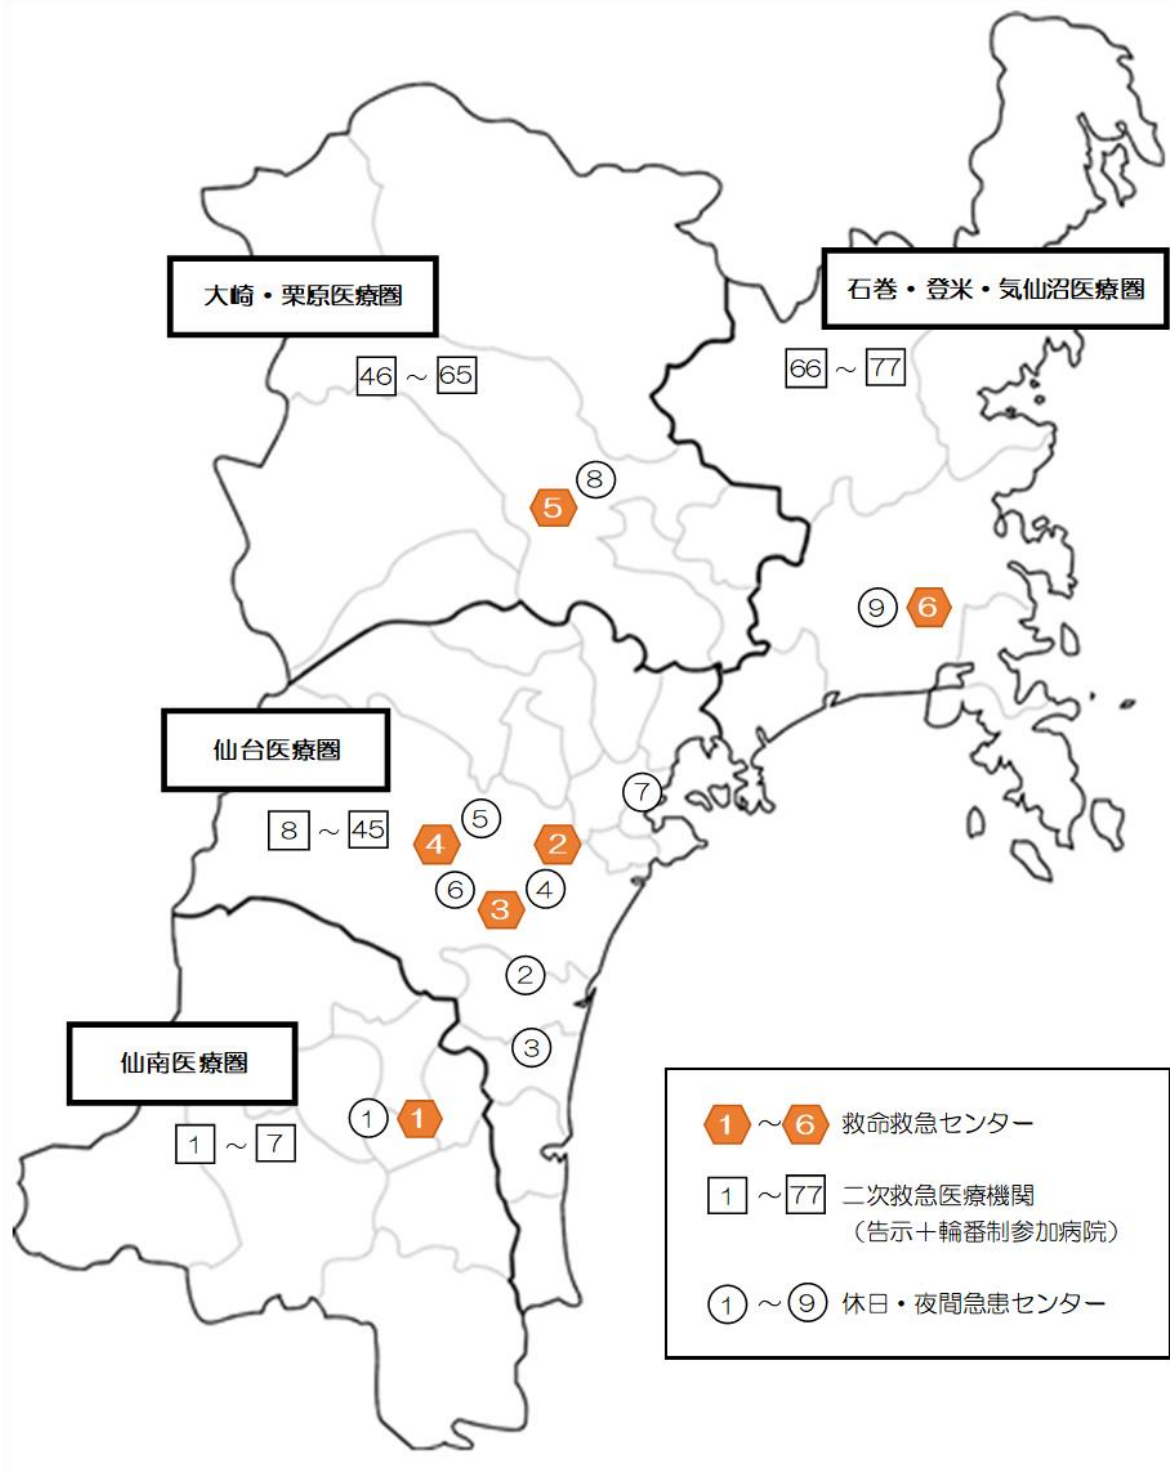 大崎・栗原医療圏
石巻・登米・気仙沼医療圏
46 ～ 65
66 ～ 77
8
5
9
6
仙台医療圏
7
8 ～ 45
5
4
2
6
3
4
2
3
仙南医療圏
1
1
1 ～ 7
1 ～ 6 救命救急センター
1 ～ 77 二次救急医療機関
（告示＋輪番制参加病院）
1 ～ 9 休日・夜間急患センター